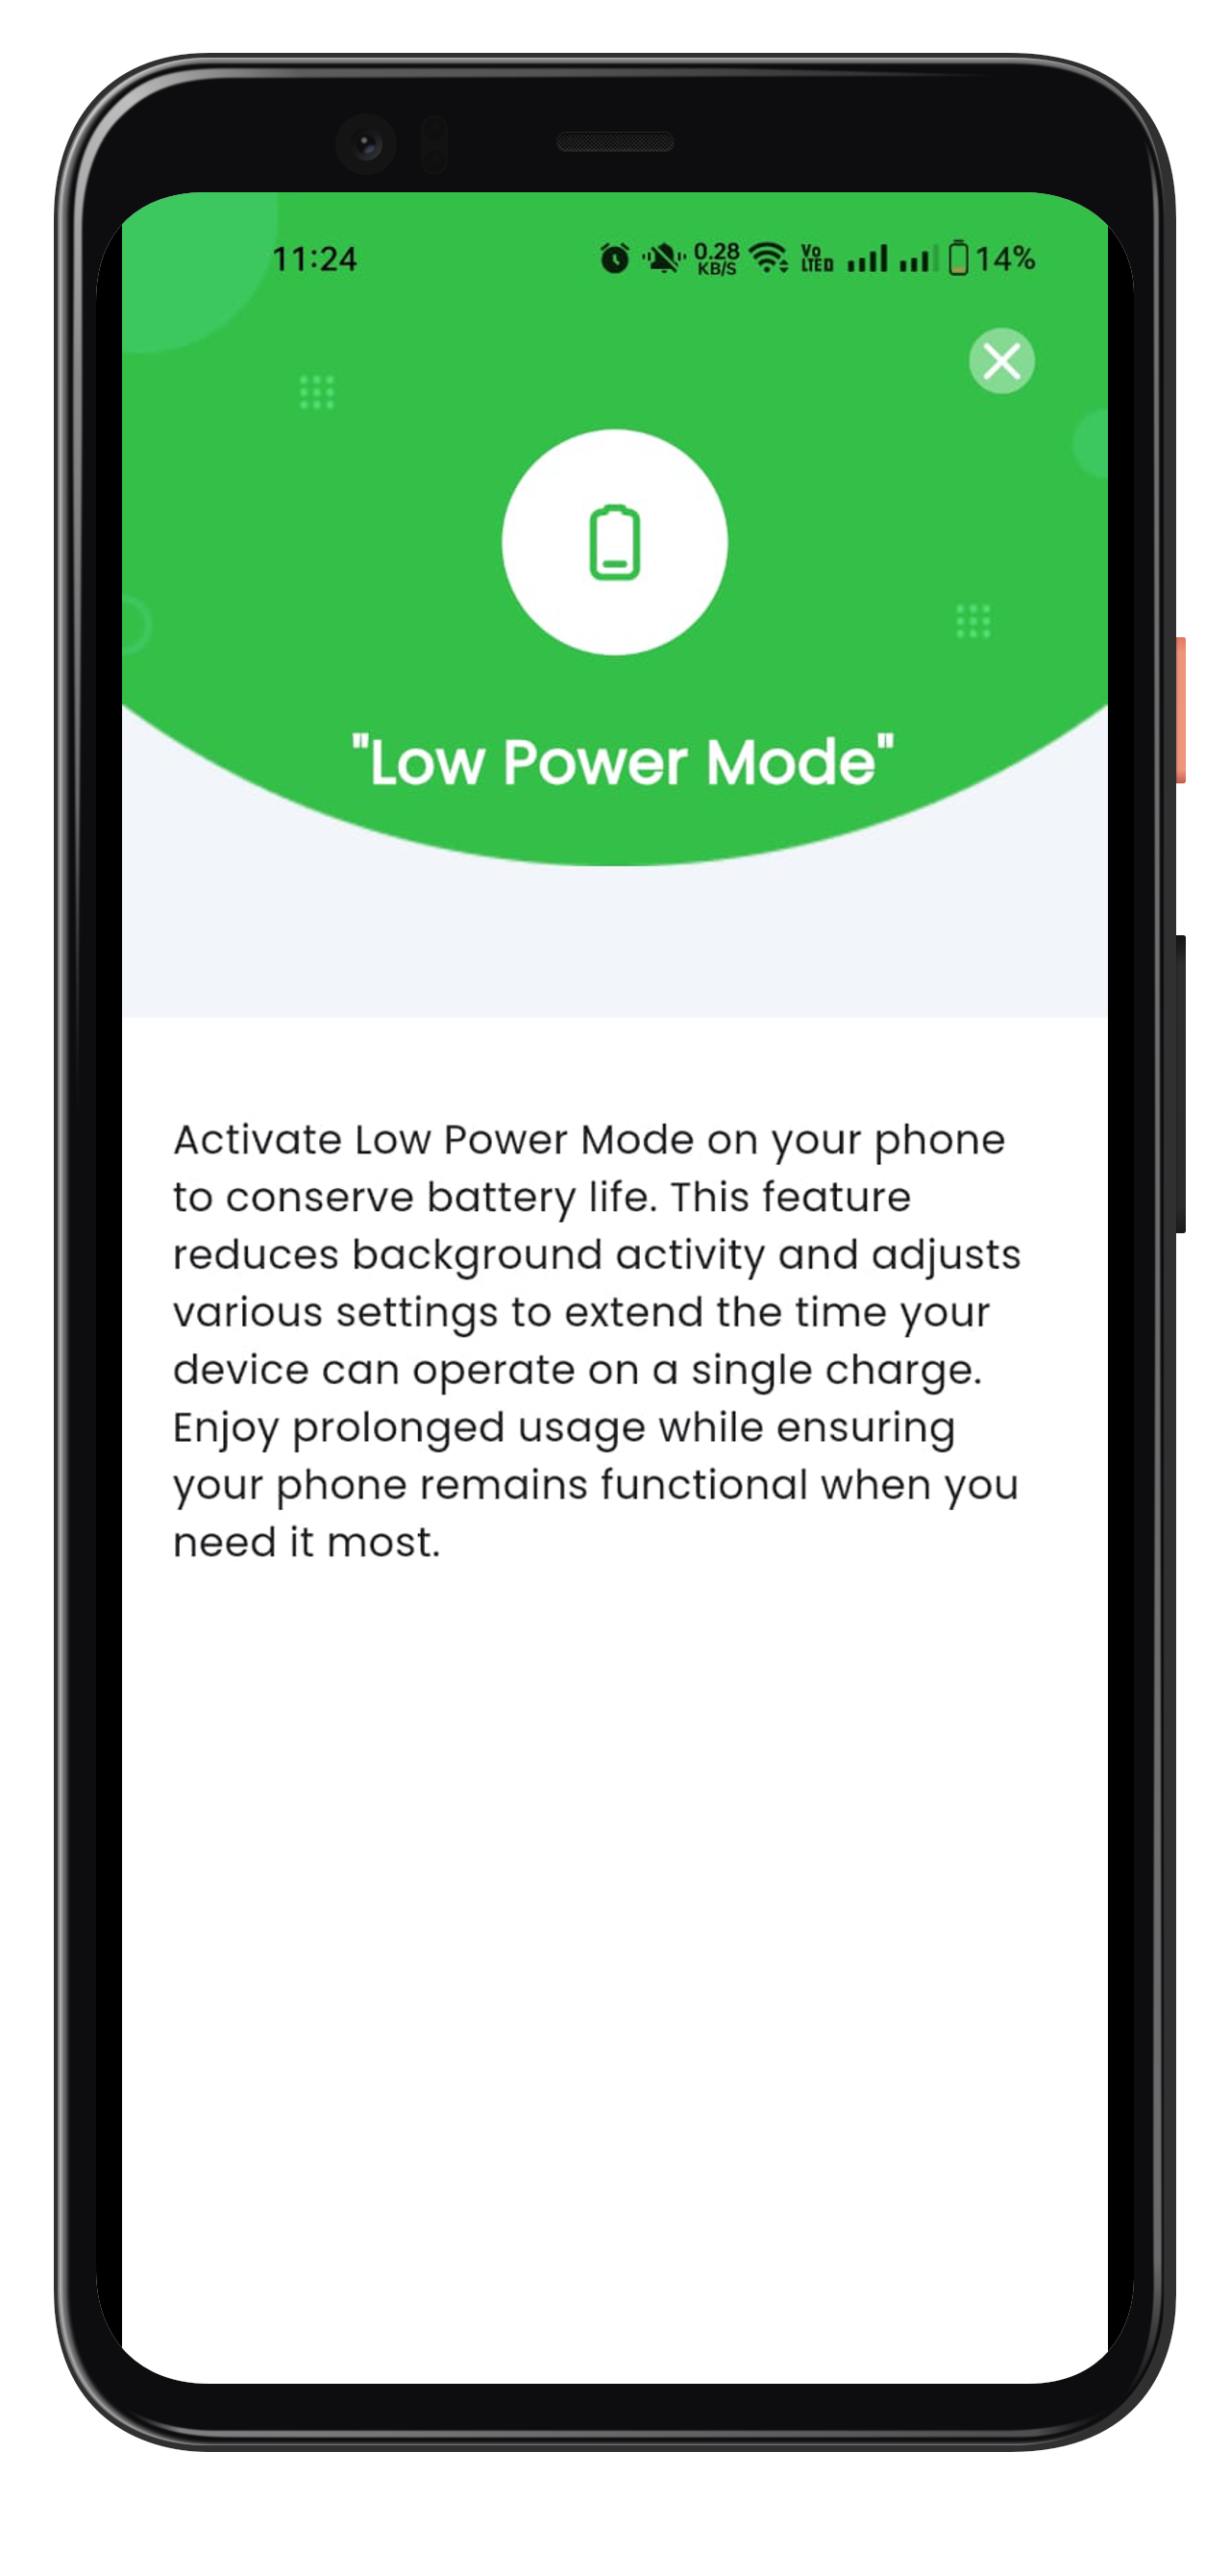 11:24 0.28 KB/S Vo LTED 14%
"Low Power Mode"
Activate Low Power Mode on your phone
to conserve battery life. This feature
reduces background activity and adjusts
various settings to extend the time your
device can operate on a single charge.
Enjoy prolonged usage while ensuring
your phone remains functional when you
need it most.